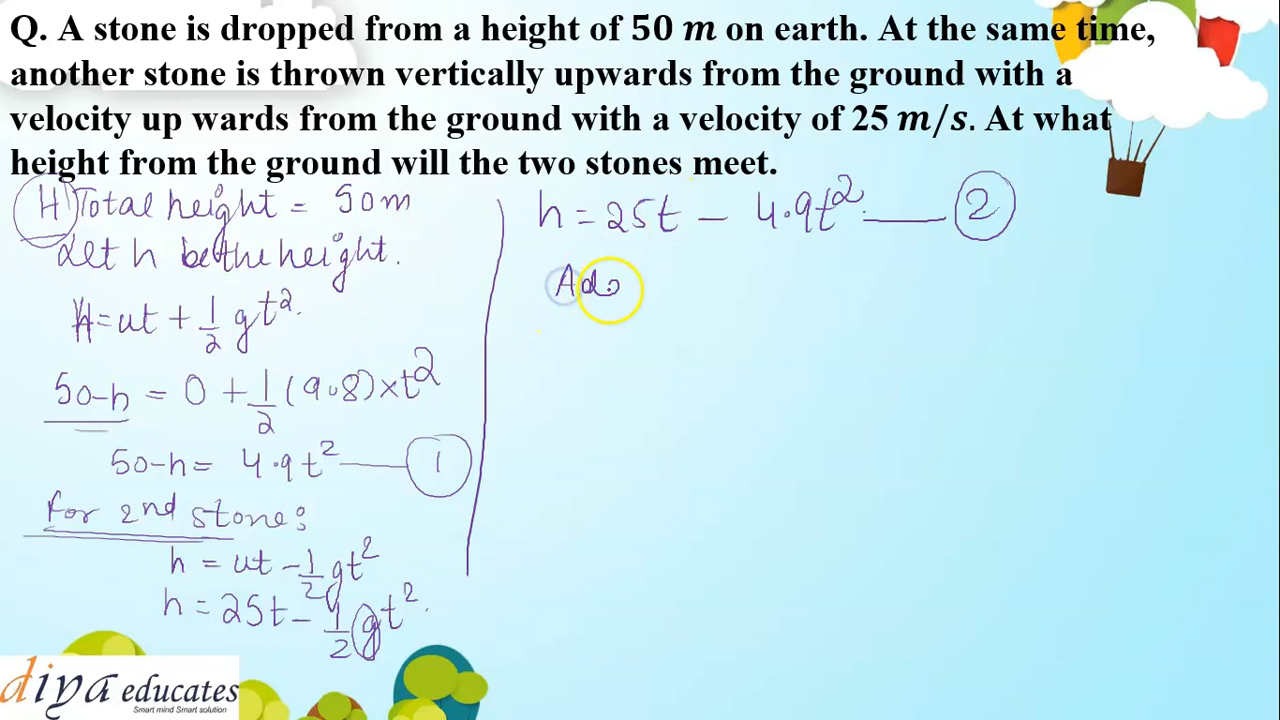 Q. A stone is dropped from a height of 50 m on earth. At the same time,
another stone is thrown vertically upwards from the ground with a
velocity up wards from the ground with a velocity of 25 m/s. At what
height from the ground will the two stones meet.
H) Total height = 50m
Let h be the height.
H = ut + 1/2 gt²
50-h = 0 + 1/2 (9.8) × t²
50-h = 4.9 t² — 1
For 2nd stone:
h = ut - 1/2 gt²
h = 25t - 1/2 gt²
h = 25t - 4.9t² — 2
Ad
diya educates
Smart mind Smart solution